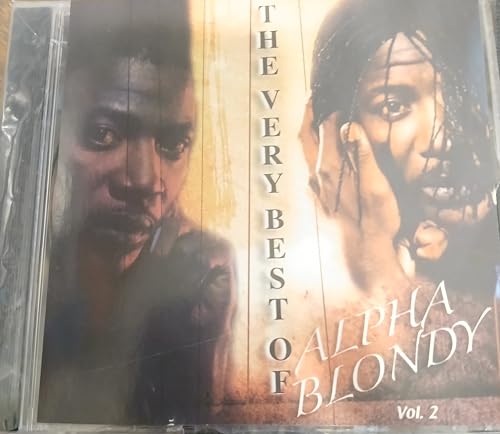 THE VERY BEST OF
ALPHA
BLONDY
Vol. 2